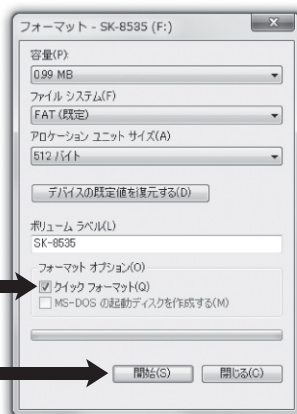 フォーマット - SK-8535 (F:)
容量(P):
0.99 MB
ファイル システム(F)
FAT (既定)
アロケーション ユニット サイズ(A)
512 バイト
デバイスの既定値を復元する(D)
ボリューム ラベル(L)
SK-8535
フォーマット オプション(O)
クイック フォーマット(Q)
MS-DOS の起動ディスクを作成する(M)
開始(S)
閉じる(C)